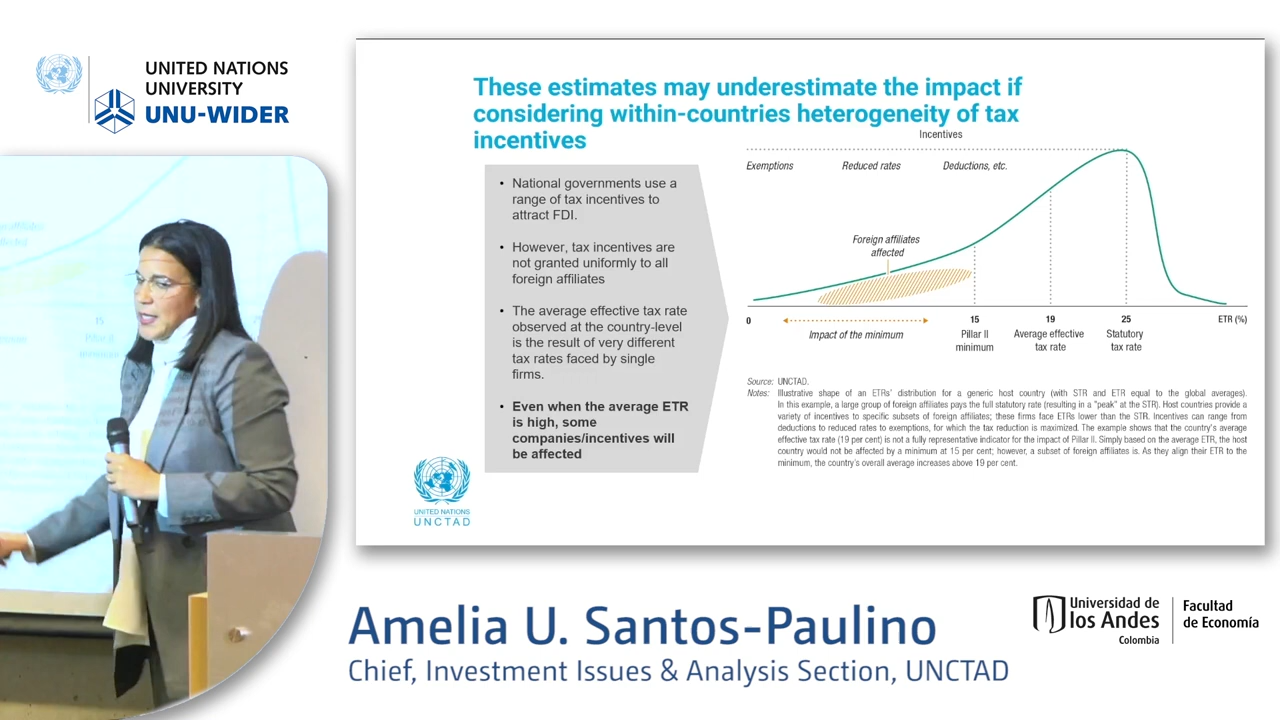 UNITED NATIONS
UNIVERSITY
UNU-WIDER
These estimates may underestimate the impact if
considering within-countries heterogeneity of tax
incentives
• National governments use a
range of tax incentives to
attract FDI.
• However, tax incentives are
not granted uniformly to all
foreign affiliates
• The average effective tax rate
observed at the country-level
is the result of very different
tax rates faced by single
firms.
• Even when the average ETR
is high, some
companies/incentives will
be affected
UNITED NATIONS
UNCTAD
Incentives
Exemptions Reduced rates Deductions, etc.
Foreign affiliates
affected
0 15 19 25 ETR (%)
Impact of the minimum
Pillar II
minimum
Average effective
tax rate
Statutory
tax rate
Source: UNCTAD.
Notes: Illustrative shape of an ETRs' distribution for a generic host country (with STR and ETR equal to the global averages).
In this example, a large group of foreign affiliates pays the full statutory rate (resulting in a "peak" at the STR). Host countries provide a
variety of incentives to specific subsets of foreign affiliates; these firms face ETRs lower than the STR. Incentives can range from
deductions to reduced rates to exemptions, for which the tax reduction is maximized. The example shows that the country's average
effective tax rate (19 per cent) is not a fully representative indicator for the impact of Pillar II. Simply based on the average ETR, the host
country would not be affected by a minimum at 15 per cent; however, a subset of foreign affiliates is. As they align their ETR to the
minimum, the country's overall average increases above 19 per cent.
15
Pillar II
minimum
Amelia U. Santos-Paulino
Chief, Investment Issues & Analysis Section, UNCTAD
Universidad de
los Andes
Colombia
Facultad
de Economía